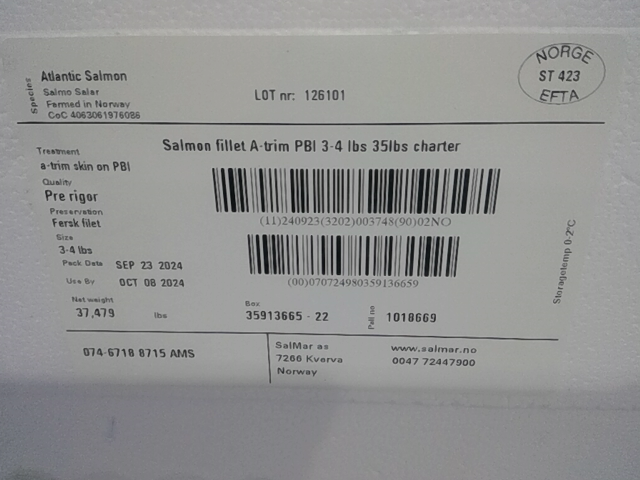 Species
Atlantic Salmon
Salmo Salar
Farmed in Norway
CoC 4063061976086
LOT nr: 126101
NORGE
ST 423
EFTA
Treatment
a-trim skin on PBI
Quality
Pre rigor
Preservation
Fersk filet
Size
3-4 lbs
Pack Date SEP 23 2024
Use By OCT 08 2024
Net weight
37,479 lbs
Salmon fillet A-trim PBI 3-4 lbs 35lbs charter
(11)240923(3202)003748(90)02NO
(00)070724980359136659
Box
35913665 - 22
Pall no 1018669
Storagetemp 0-2°C
074-6718 8715 AMS
SalMar as
7266 Kverva
Norway
www.salmar.no
0047 72447900